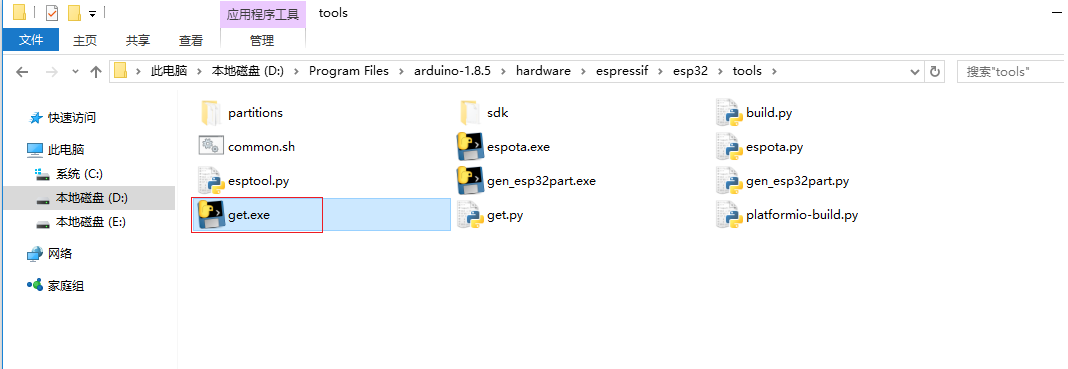 应用程序工具 tools
文件 主页 共享 查看 管理
此电脑 本地磁盘 (D:) Program Files arduino-1.8.5 hardware espressif esp32 tools 搜索"tools"
快速访问
此电脑
系统 (C:)
本地磁盘 (D:)
本地磁盘 (E:)
网络
家庭组
partitions sdk build.py
common.sh espota.exe espota.py
esptool.py gen_esp32part.exe gen_esp32part.py
get.exe get.py platformio-build.py